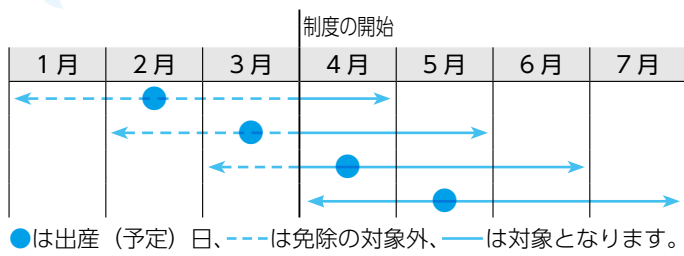 制度の開始
1月 2月 3月 4月 5月 6月 7月
●は出産（予定）日、----は免除の対象外、――は対象となります。